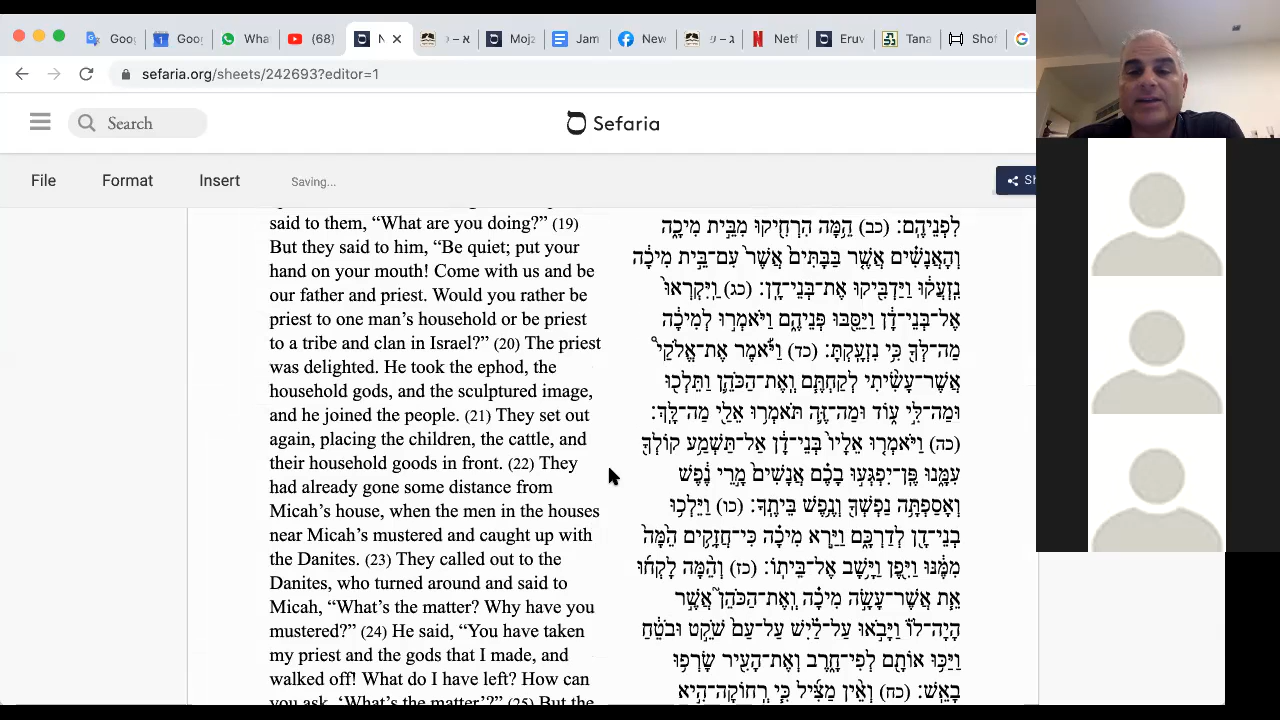 Goo
Goo
Wha
(68)
N
א – כ
Moj:
Jam
New
ג – ק
Netf
Eruv
Tana
Shof
sefaria.org/sheets/242693?editor=1
Search
Sefaria
File
Format
Insert
Saving...
Sh
said to them, “What are you doing?” (19)
But they said to him, “Be quiet; put your
hand on your mouth! Come with us and be
our father and priest. Would you rather be
priest to one man’s household or be priest
to a tribe and clan in Israel?” (20) The priest
was delighted. He took the ephod, the
household gods, and the sculptured image,
and he joined the people. (21) They set out
again, placing the children, the cattle, and
their household goods in front. (22) They
had already gone some distance from
Micah’s house, when the men in the houses
near Micah’s mustered and caught up with
the Danites. (23) They called out to the
Danites, who turned around and said to
Micah, “What’s the matter? Why have you
mustered?” (24) He said, “You have taken
my priest and the gods that I made, and
walked off! What do I have left? How can
you ask, ‘What’s the matter’?” (25) But the
לִפְנֵיהֶֽם׃ (כב) הֵ֥מָּה הִרְחִ֖יקוּ מִבֵּ֣ית מִיכָ֑ה
וְהָאֲנָשִׁ֗ים אֲשֶׁ֤ר בַּבָּתִּים֙ אֲשֶׁר֙ עִם־בֵּ֣ית מִיכָ֔ה
נִֽזְעֲק֔וּ וַיַּדְבִּ֖יקוּ אֶת־בְּנֵי־דָֽן׃ (כג) וַֽיִּקְרְאוּ֙
אֶל־בְּנֵי־דָ֔ן וַיַּסֵּ֖בּוּ פְּנֵיהֶ֑ם וַיֹּאמְר֣וּ לְמִיכָ֔ה
מַה־לְּךָ֖ כִּ֥י נִזְעָֽקְתָּ׃ (כד) וַיֹּ֡אמֶר אֶת־אֱלֹקַי֩
אֲשֶׁר־עָשִׂ֨יתִי לְקַחְתֶּ֧ם וְֽאֶת־הַכֹּהֵ֛ן וַתֵּלְכ֖וּ
וּמַה־לִּ֣י ע֑וֹד וּמַה־זֶּ֛ה תֹּאמְר֥וּ אֵלַ֖י מַה־לָּֽךְ׃
(כה) וַיֹּאמְר֤וּ אֵלָיו֙ בְּנֵי־דָ֔ן אַל־תַּשְׁמַ֥ע קוֹלְךָ֖
עִמָּ֑נוּ פֶּֽן־יִפְגְּע֣וּ בָכֶ֗ם אֲנָשִׁים֙ מָ֣רֵי נֶ֔פֶשׁ
וְאָסַפְתָּ֥ה נַפְשְׁךָ֖ וְנֶ֥פֶשׁ בֵּיתֶֽךָ׃ (כו) וַיֵּלְכ֥וּ
בְנֵי־דָ֖ן לְדַרְכָּ֑ם וַיַּ֣רְא מִיכָ֗ה כִּי־חֲזָקִ֥ים הֵ֙מָּה֙
מִמֶּ֔נּוּ וַיִּ֖פֶן וַיָּ֥שָׁב אֶל־בֵּיתֽוֹ׃ (כז) וְהֵ֨מָּה לָקְח֜וּ
אֵ֧ת אֲשֶׁר־עָשָׂ֣ה מִיכָ֗ה וְֽאֶת־הַכֹּהֵן֮ אֲשֶׁ֣ר
הָיָה־לוֹ֒ וַיָּבֹ֣אוּ עַל־לַ֗יִשׁ עַל־עַם֙ שֹׁקֵ֣ט וּבֹטֵ֔חַ
וַיַּכּ֥וּ אוֹתָ֖ם לְפִי־חָ֑רֶב וְאֶת־הָעִ֖יר שָׂרְפ֥וּ
בָאֵֽשׁ׃ (כח) וְאֵ֨ין מַצִּ֜יל כִּ֧י רְֽחוֹקָה־הִ֣יא